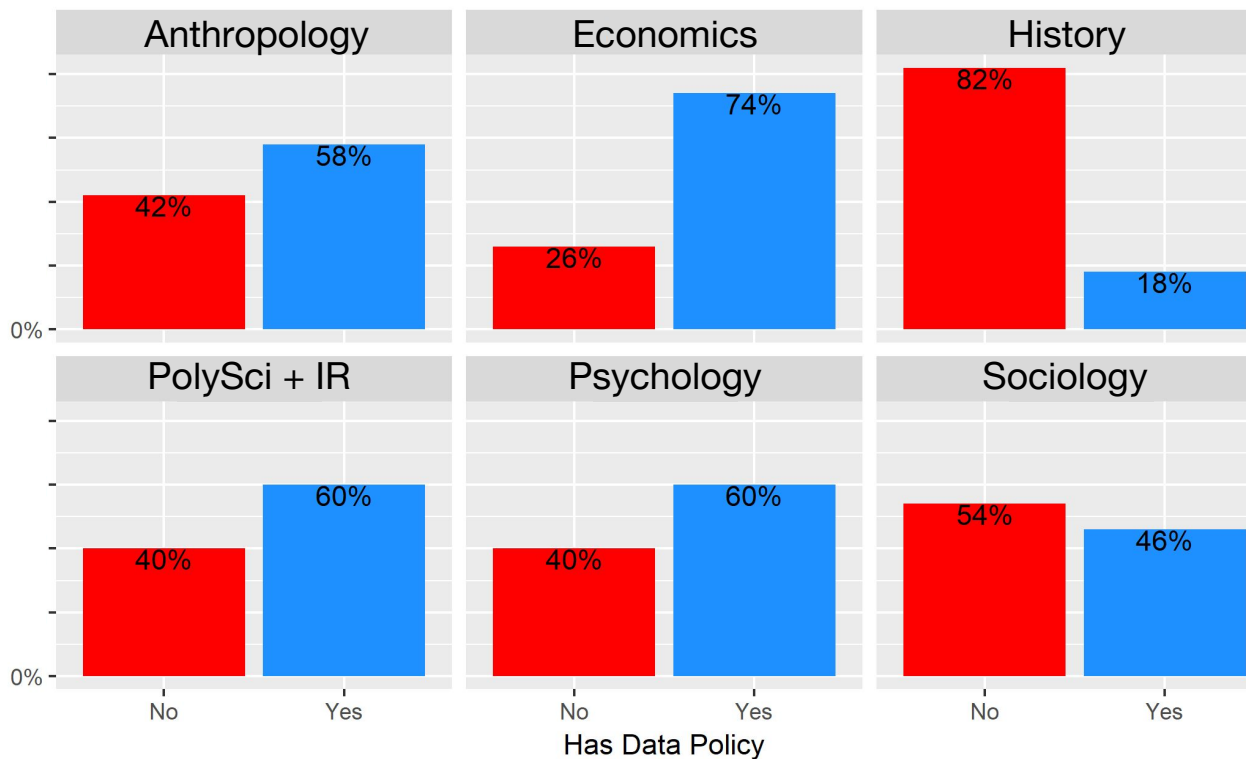 Anthropology
Economics
History
42%
58%
26%
74%
82%
18%
0%
PolySci + IR
Psychology
Sociology
40%
60%
40%
60%
54%
46%
0%
No
Yes
No
Yes
No
Yes
Has Data Policy